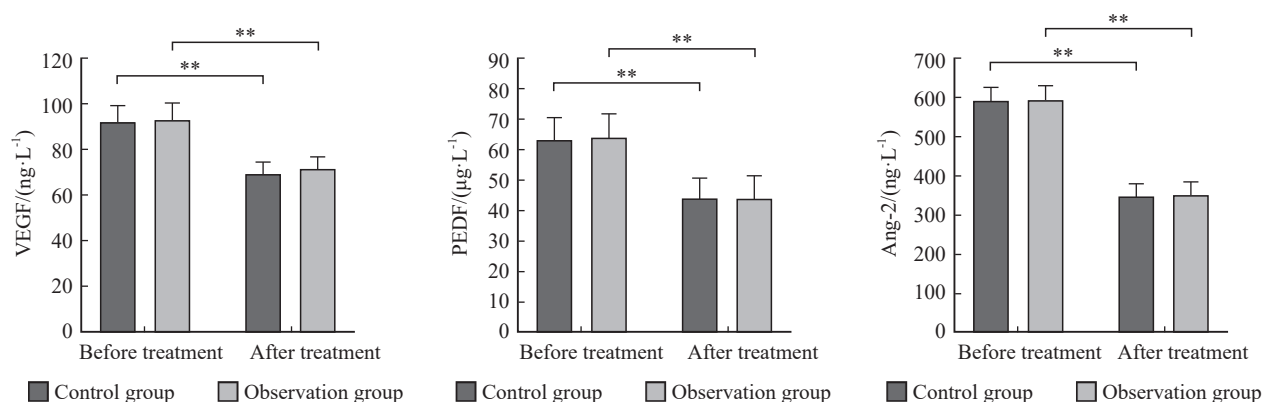 VEGF/(ng·L⁻¹)
120
100
80
60
40
20
0
**
**
Before treatment
After treatment
Control group
Observation group
PEDF/(μg·L⁻¹)
90
80
70
60
50
40
30
20
10
0
**
**
Before treatment
After treatment
Control group
Observation group
Ang-2/(ng·L⁻¹)
700
600
500
400
300
200
100
0
**
**
Before treatment
After treatment
Control group
Observation group